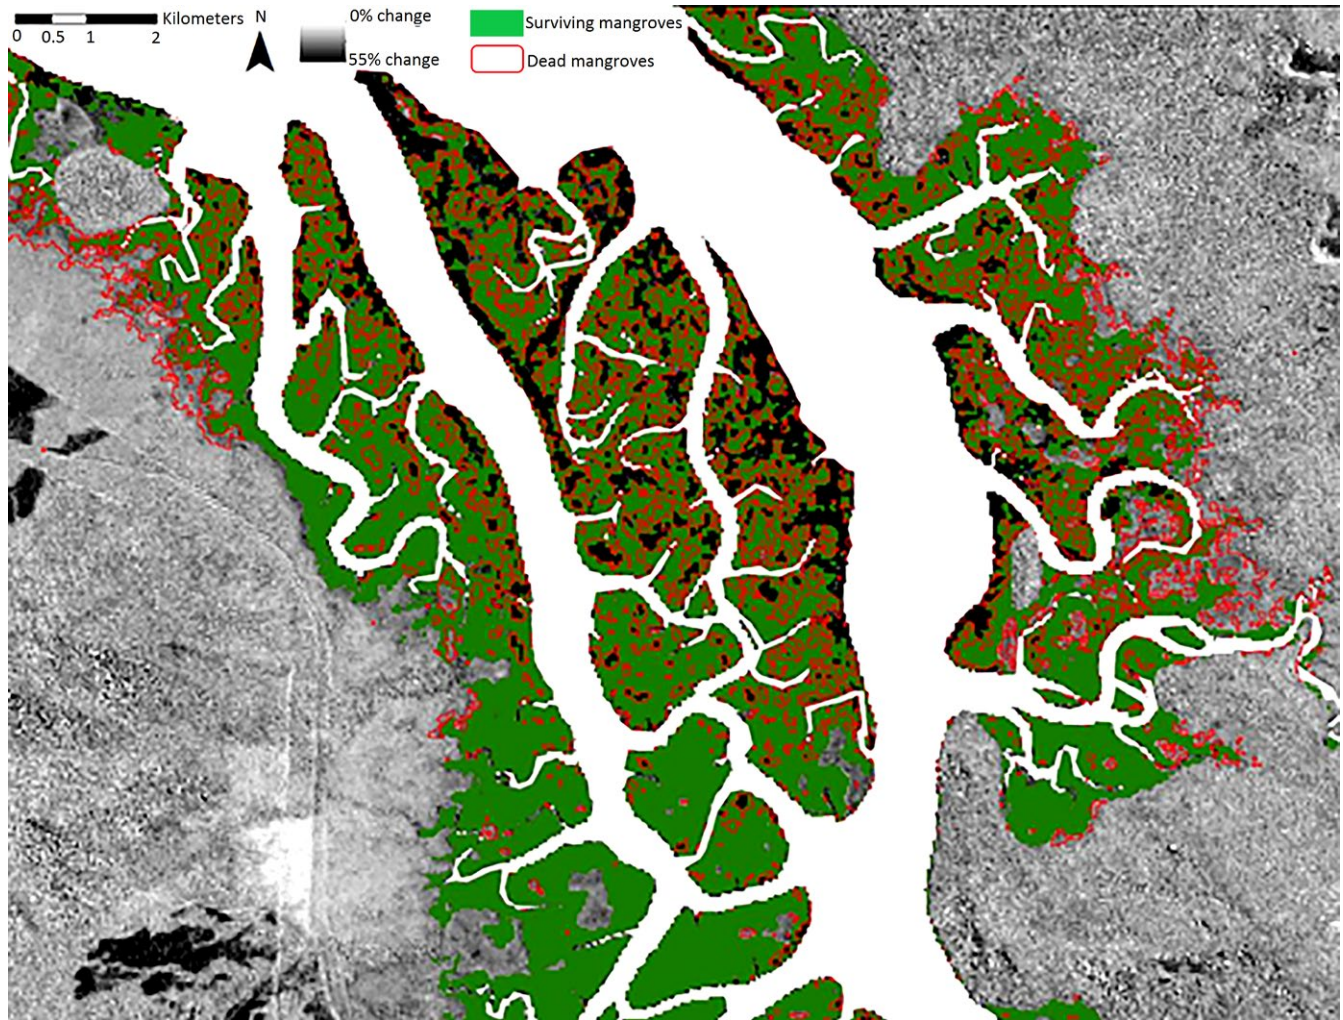 Kilometers
0 0.5 1 2
N
0% change
55% change
Surviving mangroves
Dead mangroves